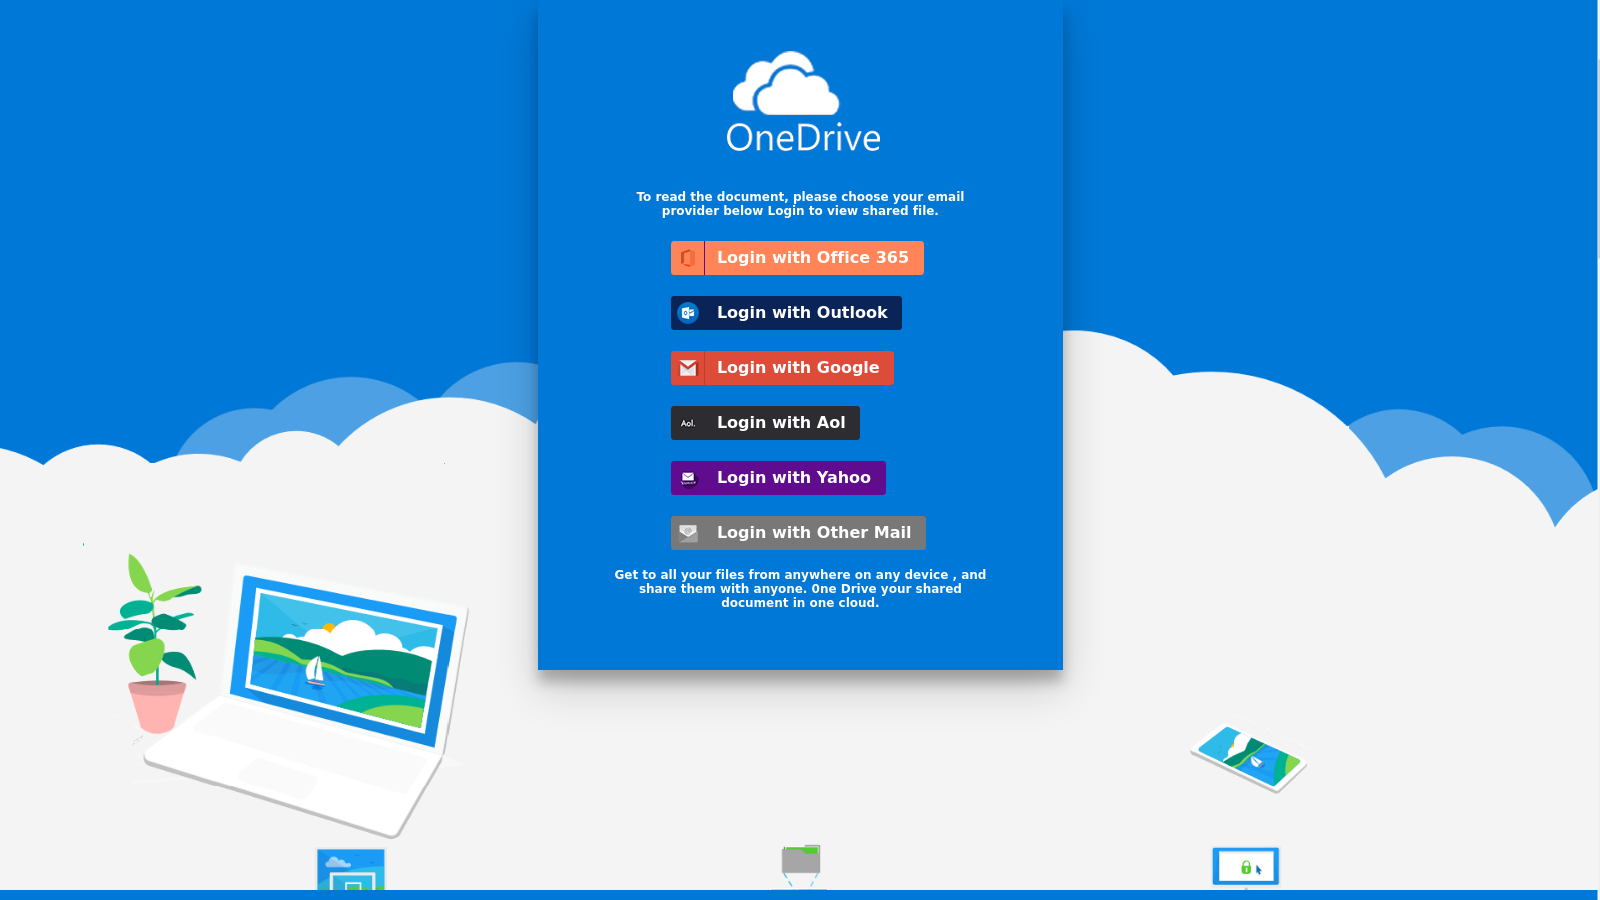 OneDrive
To read the document, please choose your email
provider below Login to view shared file.
Login with Office 365
Login with Outlook
Login with Google
Aol.
Login with Aol
Login with Yahoo
Login with Other Mail
Get to all your files from anywhere on any device , and
share them with anyone. 0ne Drive your shared
document in one cloud.